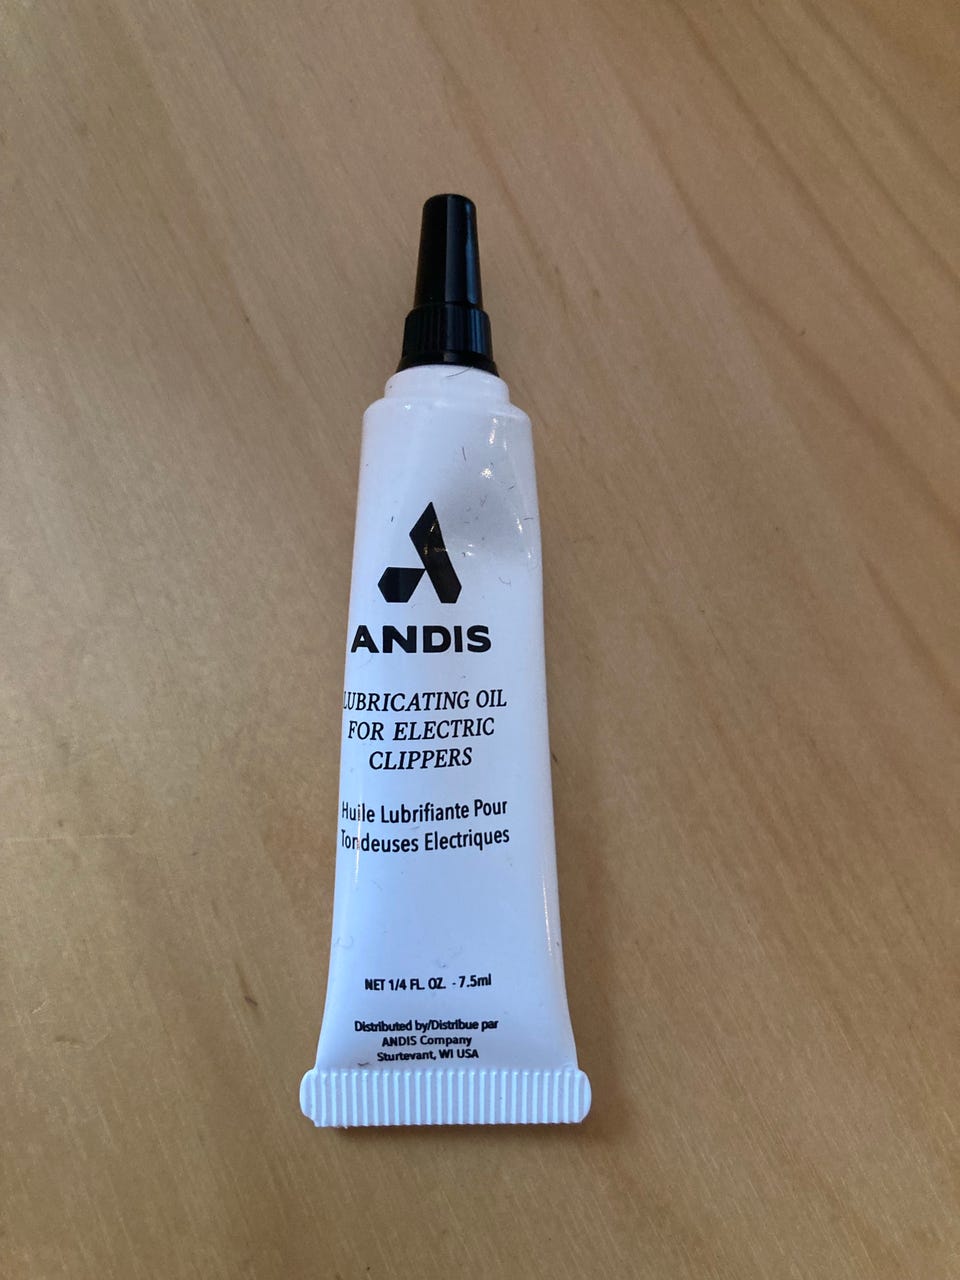 ANDIS
LUBRICATING OIL
FOR ELECTRIC
CLIPPERS
Huile Lubrifiante Pour
Tondeuses Electriques
NET 1/4 FL. OZ. - 7.5ml
Distributed by/Distribue par
ANDIS Company
Sturtevant, WI USA